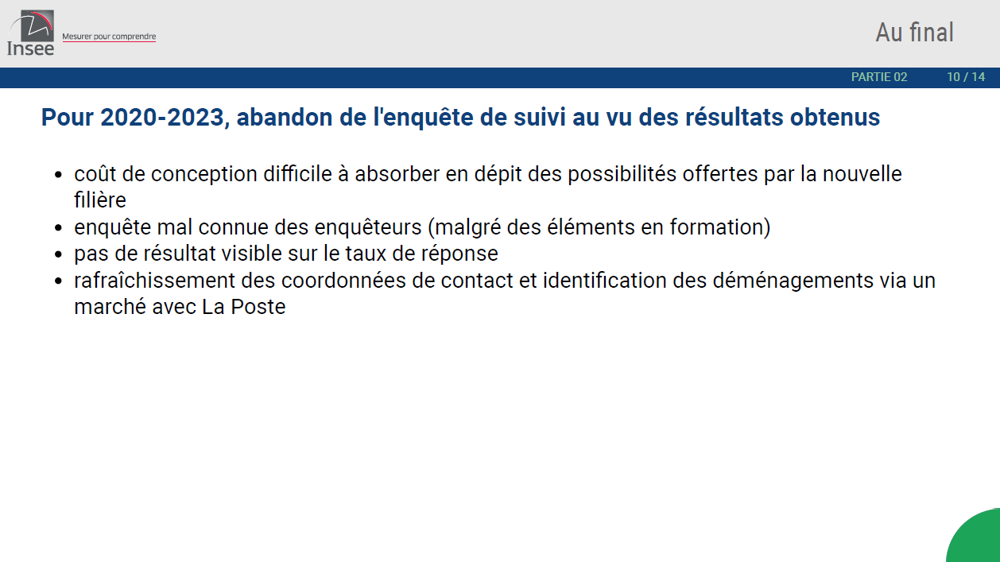 Insee
Mesurer pour comprendre
Au final
PARTIE 02
10 / 14
Pour 2020-2023, abandon de l'enquête de suivi au vu des résultats obtenus
• coût de conception difficile à absorber en dépit des possibilités offertes par la nouvelle
filière
• enquête mal connue des enquêteurs (malgré des éléments en formation)
• pas de résultat visible sur le taux de réponse
• rafraîchissement des coordonnées de contact et identification des déménagements via un
marché avec La Poste